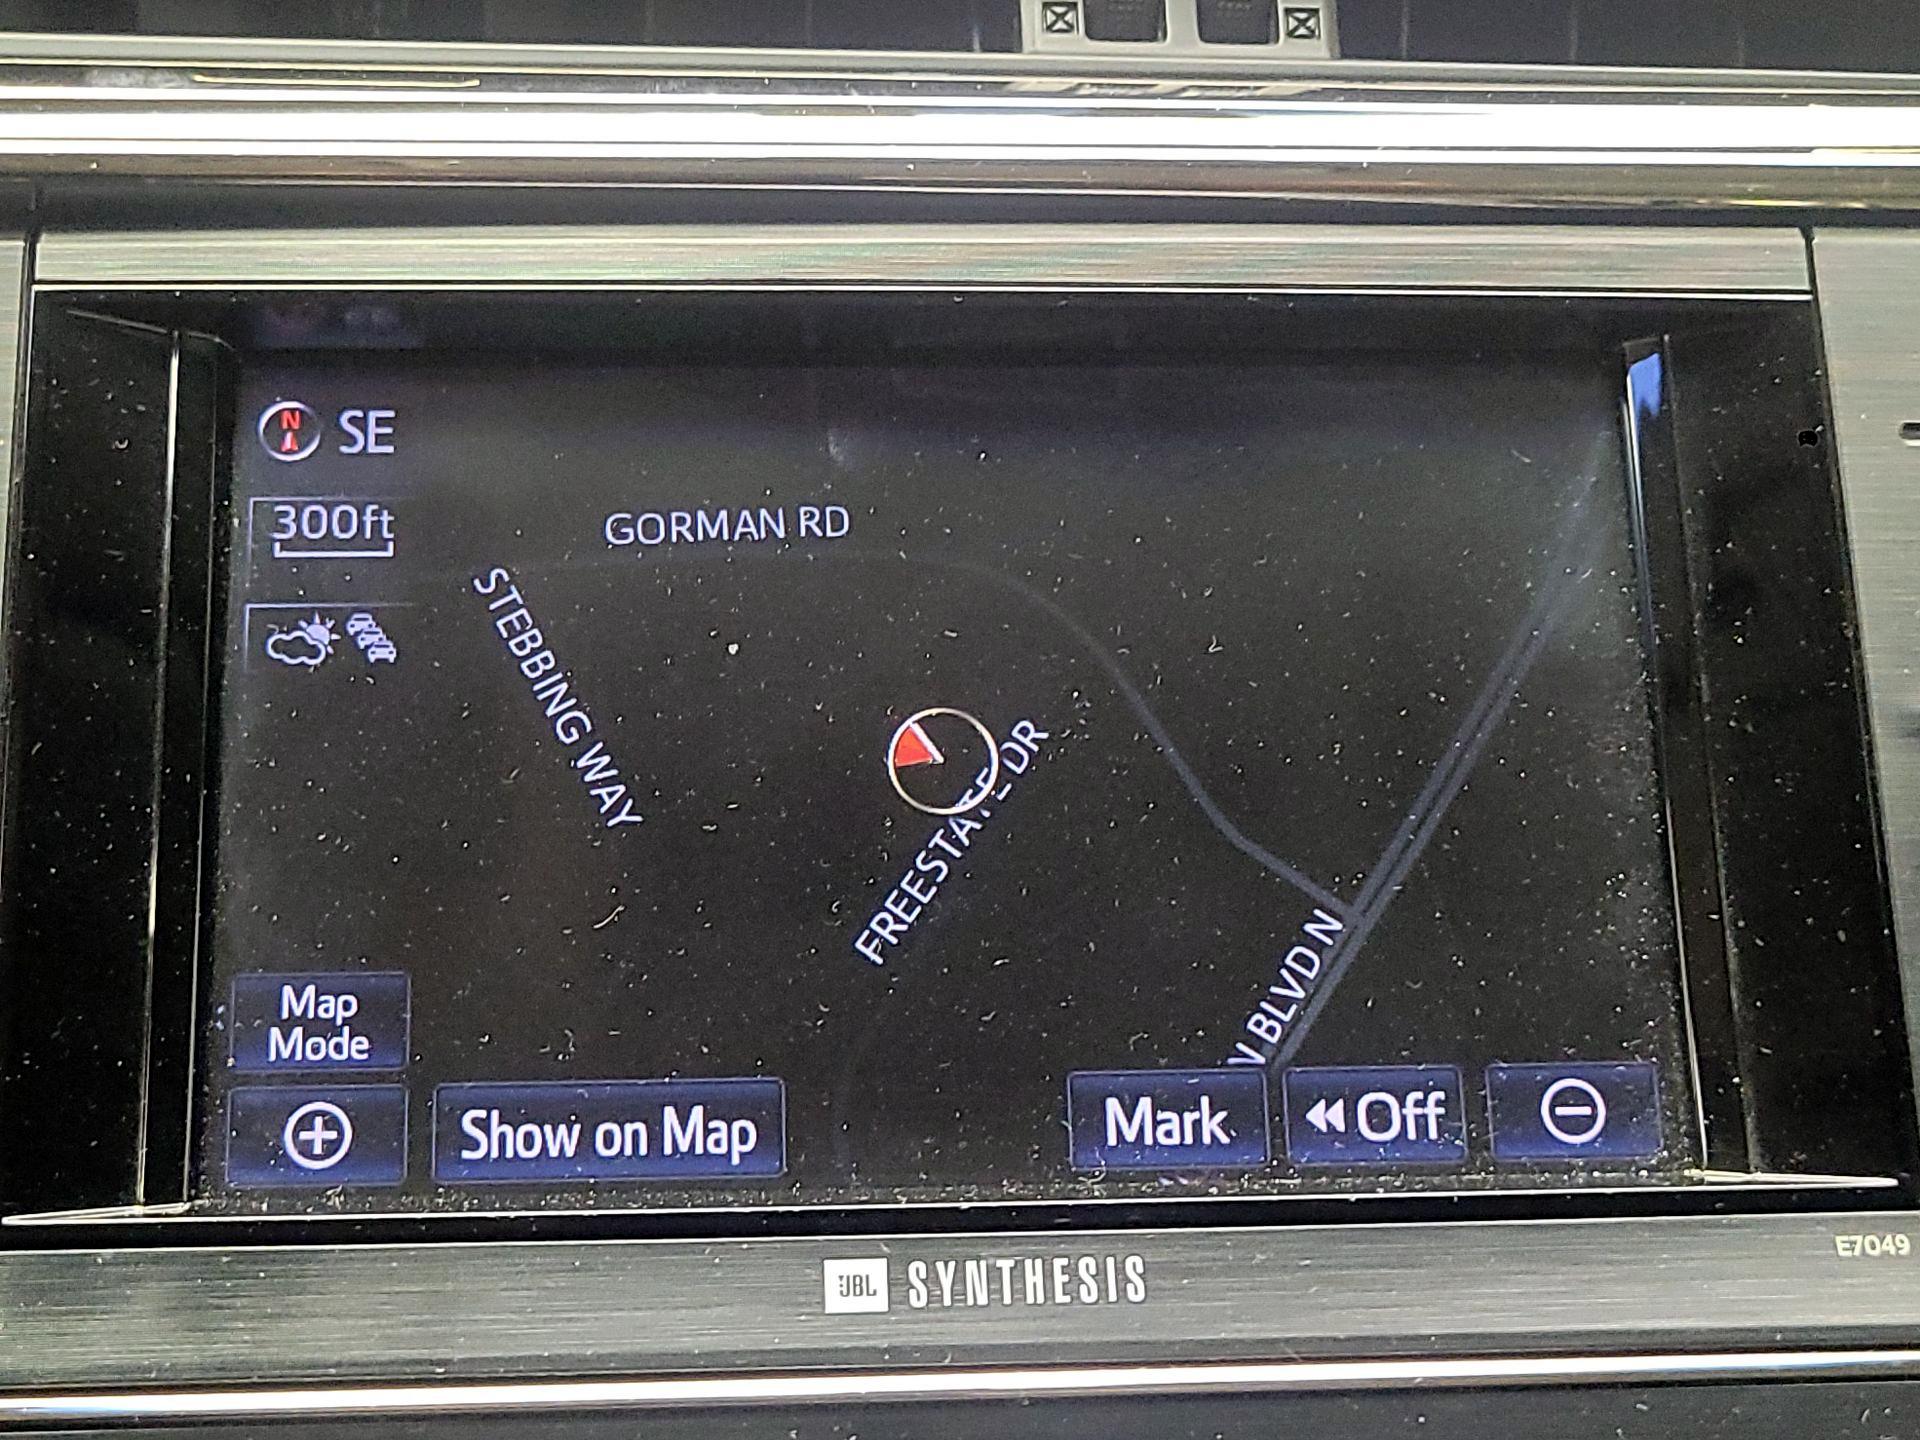 N
SE
300ft
GORMAN RD
STEBBING WAY
FREESTATE DR
N BLVD N
Map
Mode
Show on Map
Mark
Off
JBL SYNTHESIS
E7049